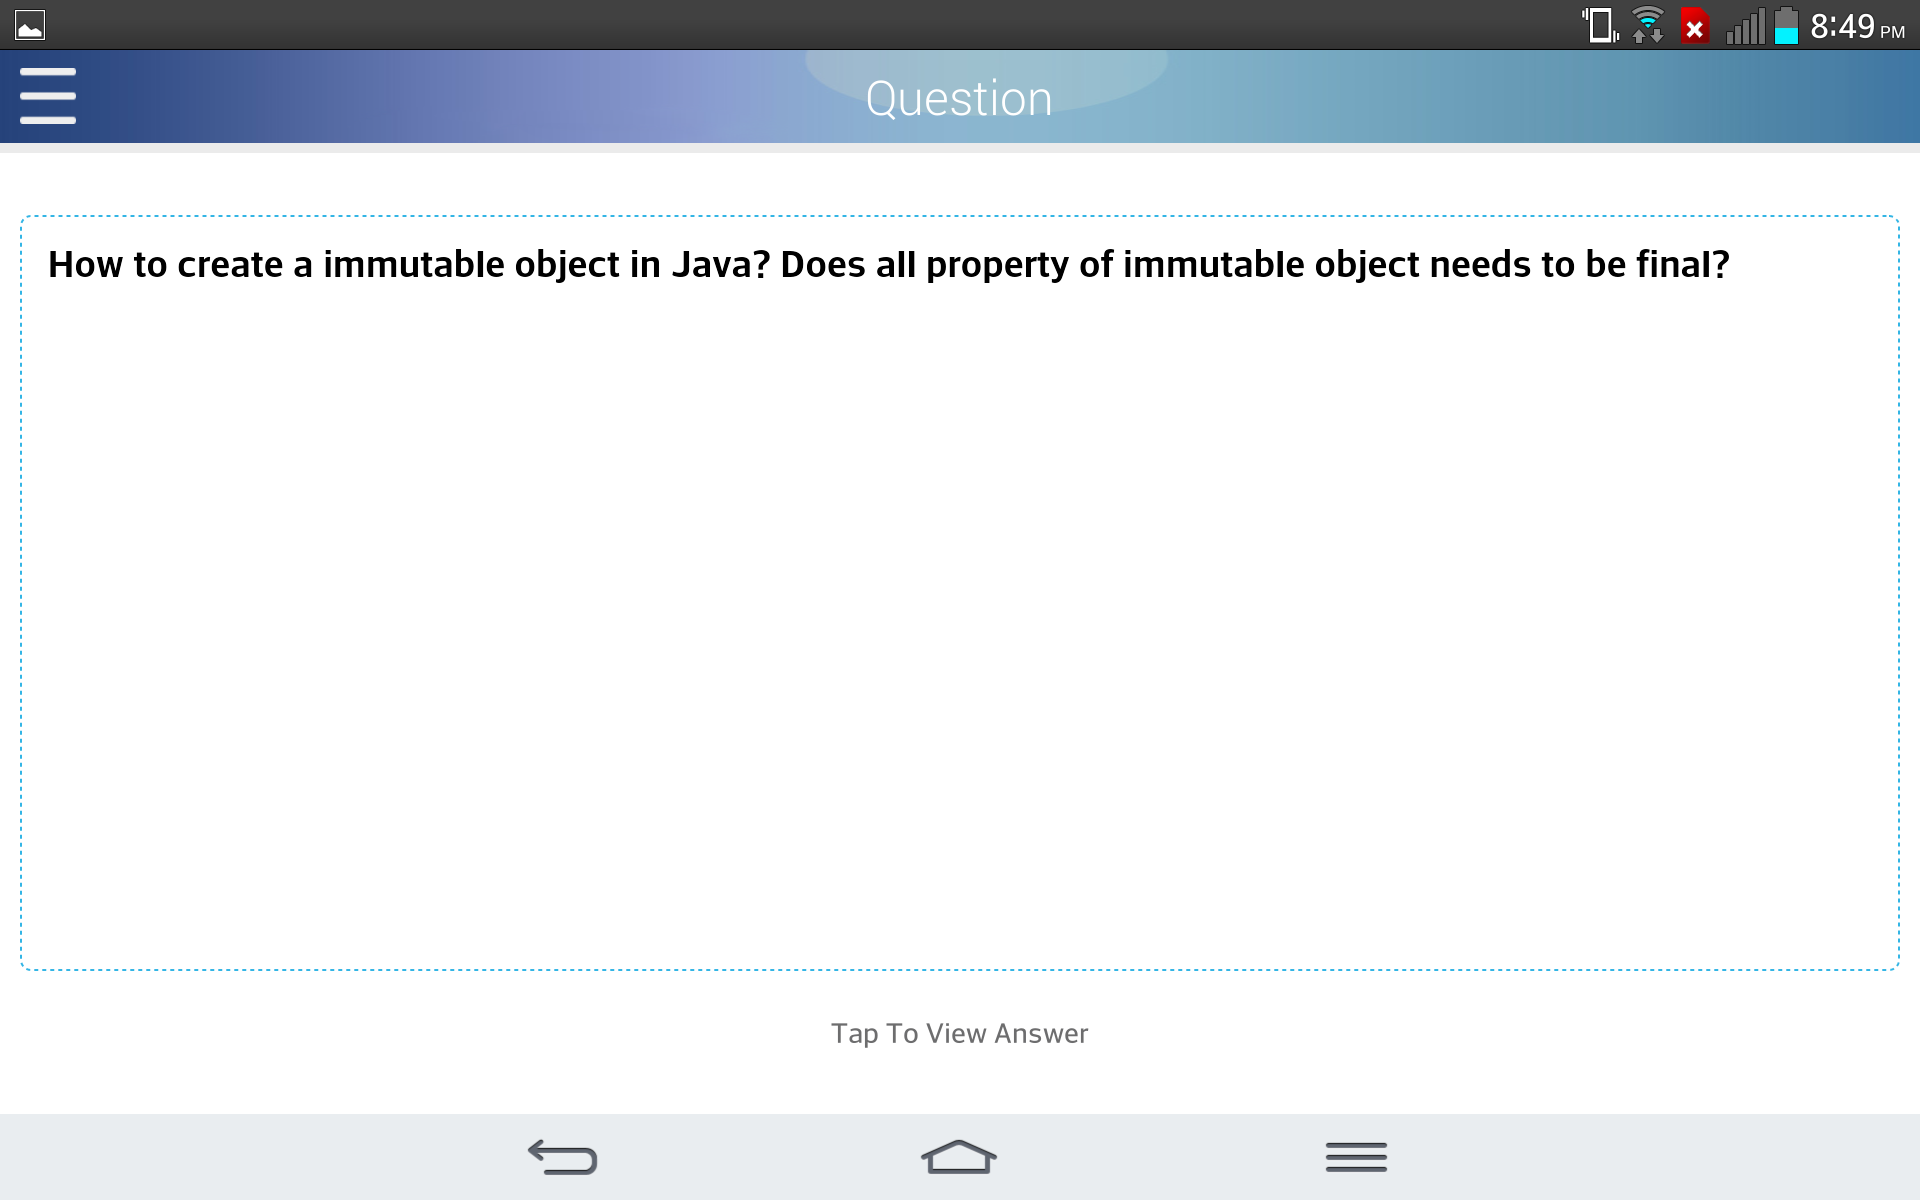 8:49 PM
Question
How to create a immutable object in Java? Does all property of immutable object needs to be final?
Tap To View Answer